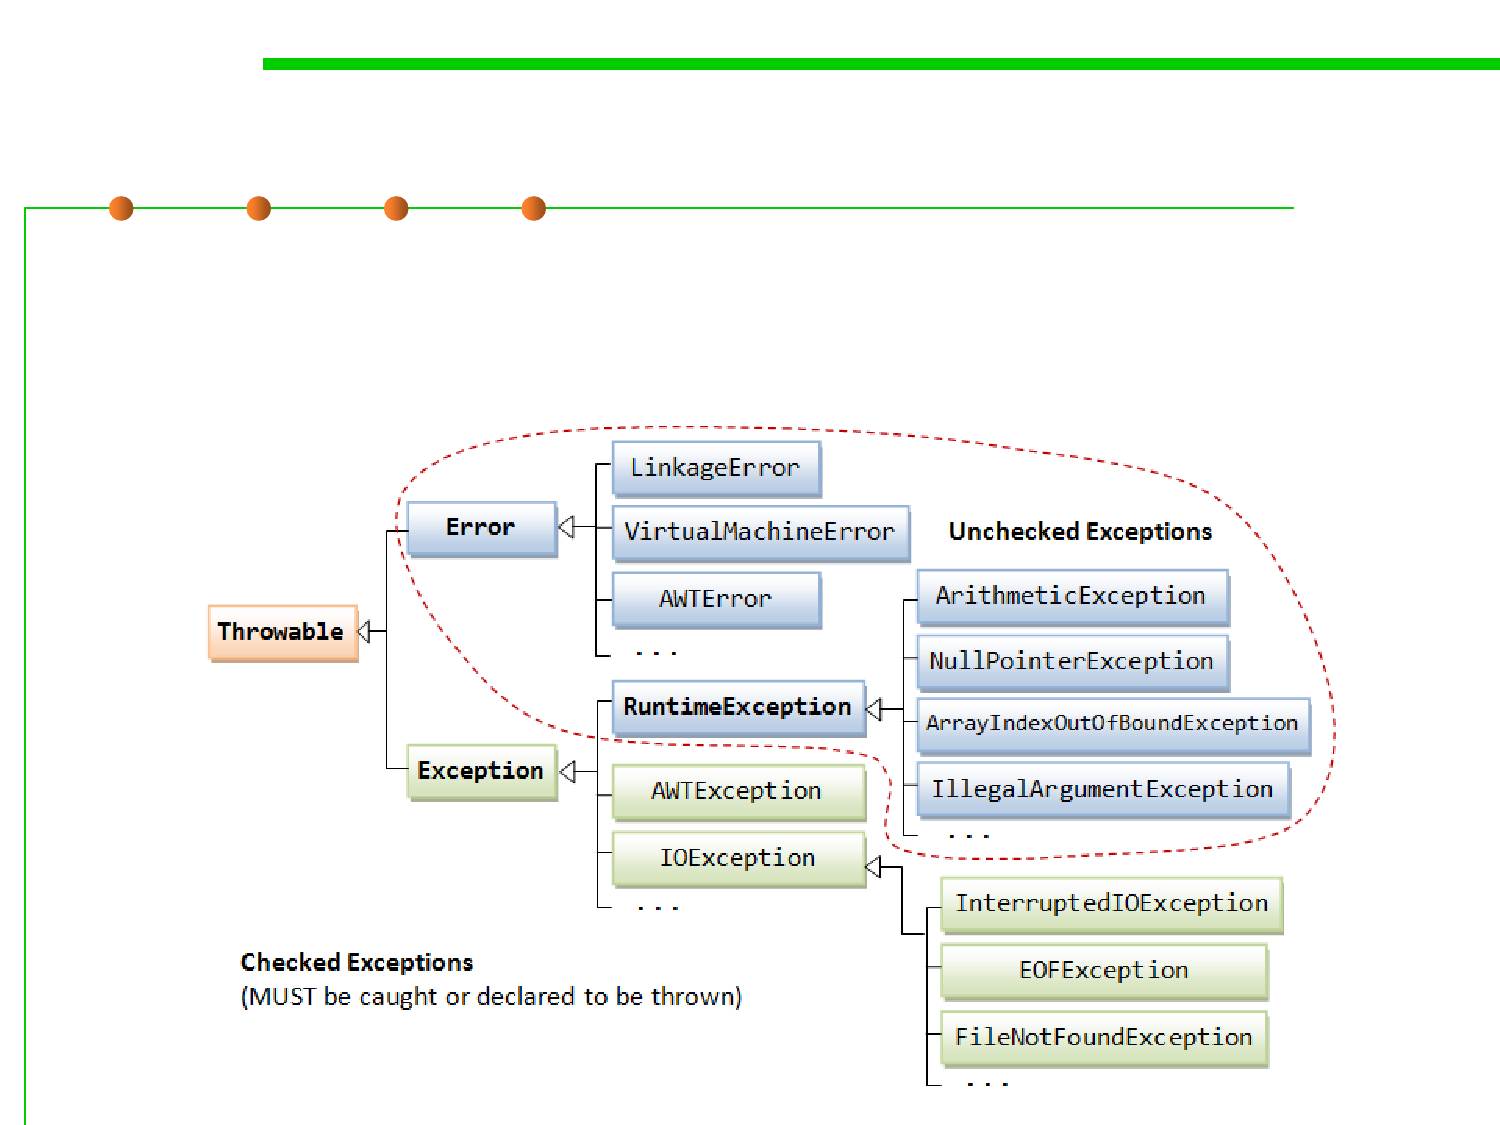 LinkageError
Error
VirtualMachineError
Unchecked Exceptions
AWTError
ArithmeticException
Throwable
...
NullPointerException
RuntimeException
ArrayIndexOutOfBoundException
Exception
AWTException
IllegalArgumentException
...
IOException
...
InterruptedIOException
Checked Exceptions
EOFException
(MUST be caught or declared to be thrown)
FileNotFoundException
...